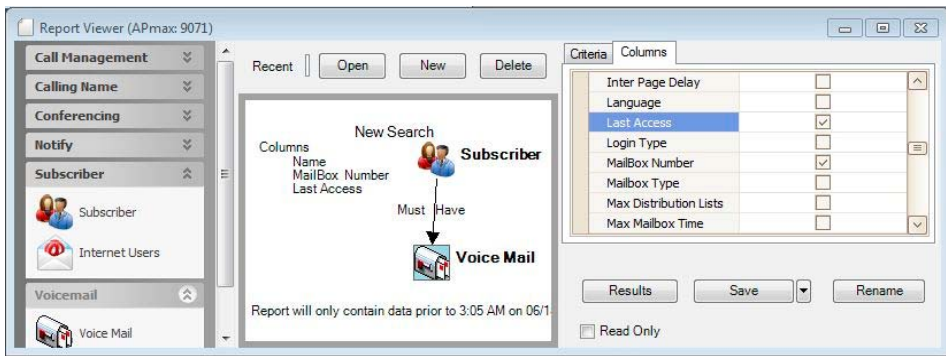 Report Viewer (APmax: 9071)
Call Management
Calling Name
Conferencing
Notify
Subscriber
Subscriber
Internet Users
Voicemail
Voice Mail
Recent
Open
New
Delete
New Search
Columns
Name
MailBox Number
Last Access
Subscriber
Must Have
Voice Mail
Report will only contain data prior to 3:05 AM on 06/1
Criteria
Columns
Inter Page Delay
Language
Last Access
Login Type
MailBox Number
Mailbox Type
Max Distribution Lists
Max Mailbox Time
Results
Save
Rename
Read Only